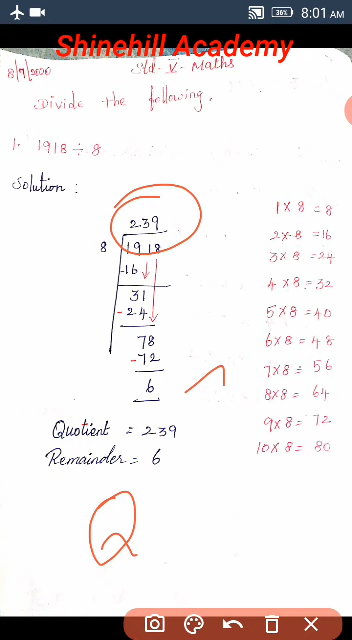 36%
8:01 AM
Shinehill Academy
8/9/2020
Std - V - Maths
Divide the following.
1. 1918 ÷ 8
Solution :
239
8 1918
-16
31
-24
78
-72
6
1 x 8 = 8
2 x 8 = 16
3 x 8 = 24
4 x 8 = 32
5 x 8 = 40
6 x 8 = 48
7 x 8 = 56
8 x 8 = 64
9 x 8 = 72
10 x 8 = 80
Quotient = 239
Remainder = 6
Q